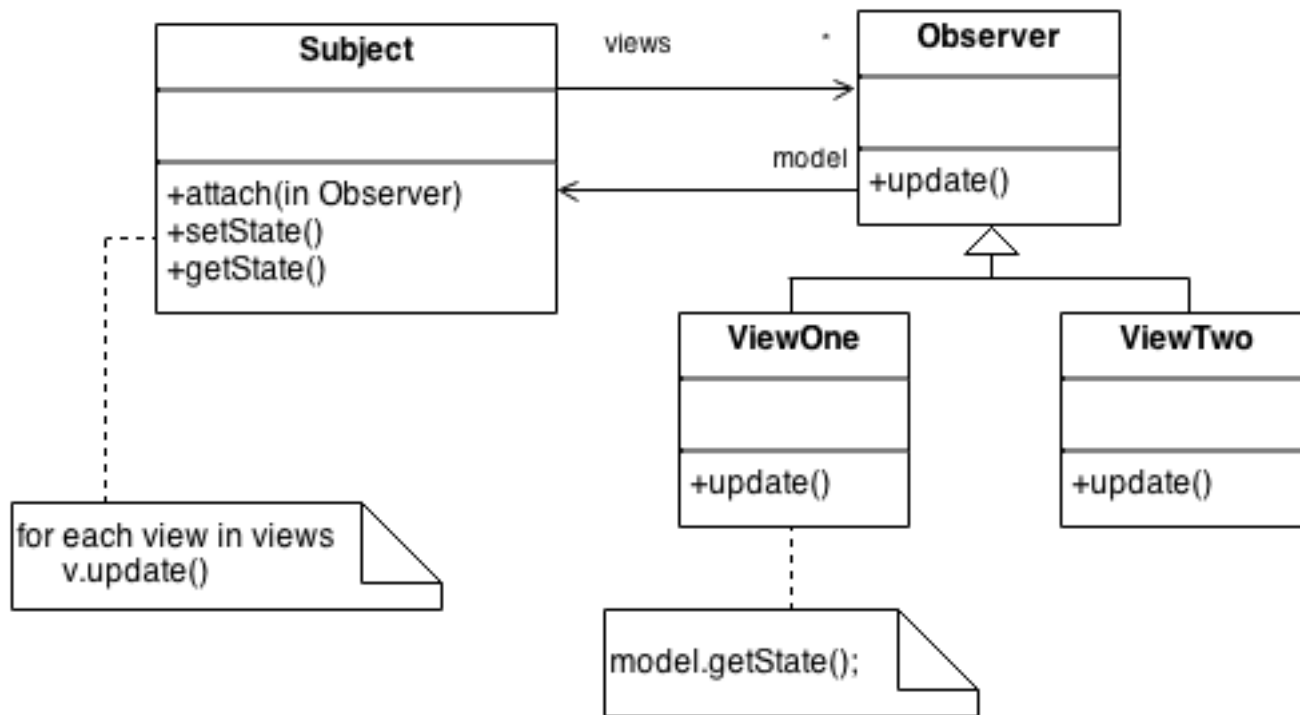 Subject
+attach(in Observer)
+setState()
+getState()
views
*
model
Observer
+update()
ViewOne
+update()
ViewTwo
+update()
for each view in views
v.update()
model.getState();